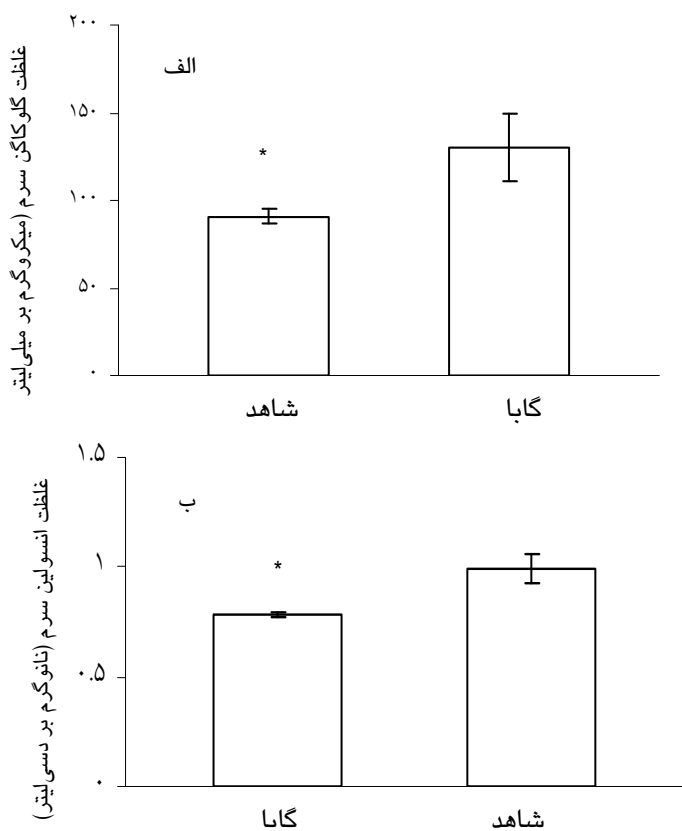 غلظت گلوکاگن سرم (میکروگرم بر میلی‌لیتر
۲۰۰
۱۵۰
۱۰۰
۵۰
۰
الف
*
شاهد
گابا
غلظت انسولین سرم (نانوگرم بر دسی‌لیتر)
۱.۵
۱
۰.۵
۰
ب
*
گابا
شاهد